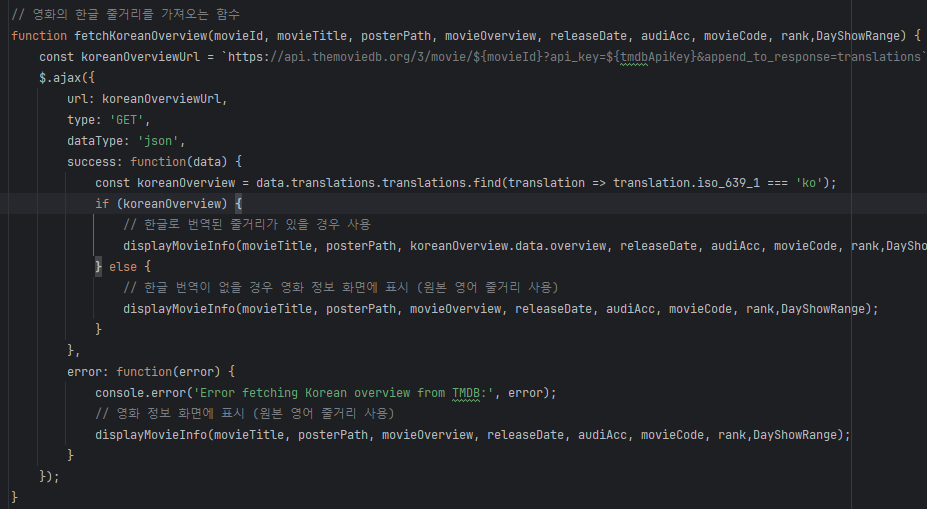 // 영화의 한글 줄거리를 가져오는 함수
function fetchKoreanOverview(movieId, movieTitle, posterPath, movieOverview, releaseDate, audiAcc, movieCode, rank,DayShowRange) {
    const koreanOverviewUrl = `https://api.themoviedb.org/3/movie/${movieId}?api_key=${tmdbApiKey}&append_to_response=translations`
    $.ajax({
        url: koreanOverviewUrl,
        type: 'GET',
        dataType: 'json',
        success: function(data) {
            const koreanOverview = data.translations.translations.find(translation => translation.iso_639_1 === 'ko');
            if (koreanOverview) {
                // 한글로 번역된 줄거리가 있을 경우 사용
                displayMovieInfo(movieTitle, posterPath, koreanOverview.data.overview, releaseDate, audiAcc, movieCode, rank,DaySho
            } else {
                // 한글 번역이 없을 경우 영화 정보 화면에 표시 (원본 영어 줄거리 사용)
                displayMovieInfo(movieTitle, posterPath, movieOverview, releaseDate, audiAcc, movieCode, rank,DayShowRange);
            }
        },
        error: function(error) {
            console.error('Error fetching Korean overview from TMDB:', error);
            // 영화 정보 화면에 표시 (원본 영어 줄거리 사용)
            displayMovieInfo(movieTitle, posterPath, movieOverview, releaseDate, audiAcc, movieCode, rank,DayShowRange);
        }
    });
}